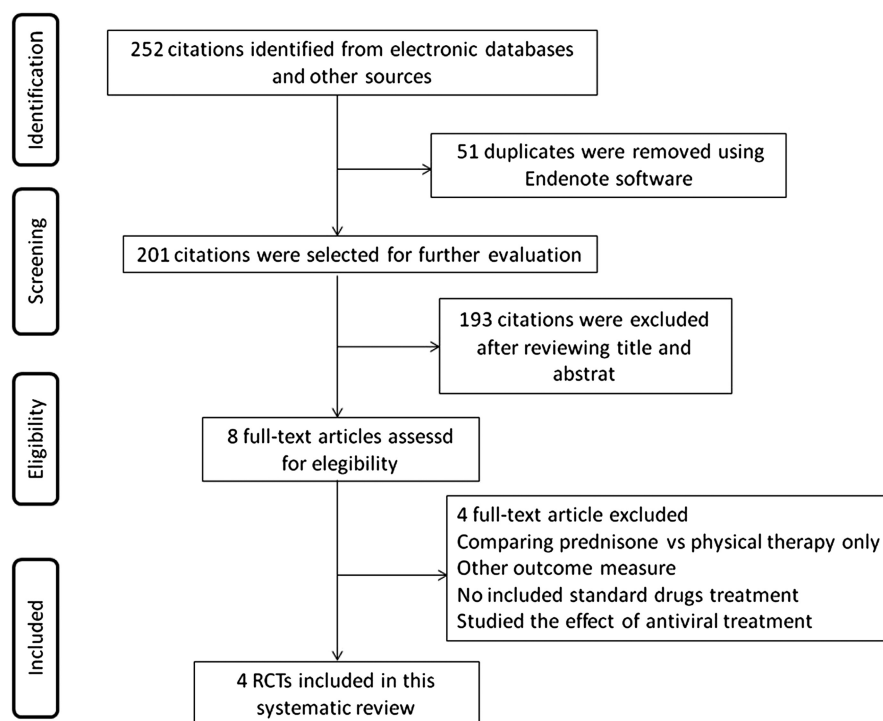 Identification
252 citations identified from electronic databases
and other sources
51 duplicates were removed using
Endenote software
Screening
201 citations were selected for further evaluation
193 citations were excluded
after reviewing title and
abstrat
Eligibility
8 full-text articles assessd
for elegibility
4 full-text article excluded
Comparing prednisone vs physical therapy only
Other outcome measure
No included standard drugs treatment
Studied the effect of antiviral treatment
Included
4 RCTs included in this
systematic review